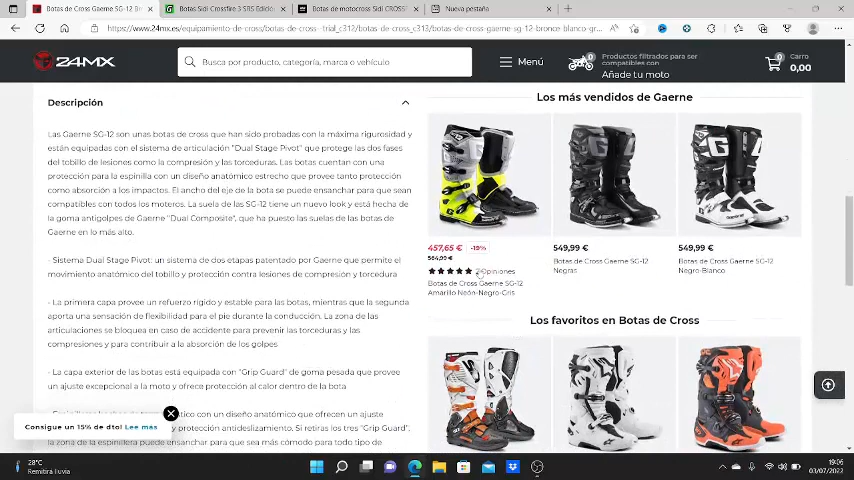 Botas de Cross Gaerne SG-12 Br
Botas Sidi Crossfire 3 SRS Edicio
Botas de motocross Sidi CROSSF
Nueva pestaña
https://www.24mx.es/equipamiento-de-cross/botas-de-cross---trial_c312/botas-de-cross_c313/botas-de-cross-gaerne-sg-12-bronce-blanco-gr...
24MX
Busca por producto, categoría, marca o vehículo
Menú
0
Productos filtrados para ser
compatibles con
Añade tu moto
0
Carro
0,00
Descripción
Las Gaerne SG-12 son unas botas de cross que han sido probadas con la máxima rigurosidad y
están equipadas con el sistema de articulación "Dual Stage Pivot" que protege las dos fases
del tobillo de lesiones como la compresión y las torceduras. Las botas cuentan con una
protección para la espinilla con un diseño anatómico estrecho que provee tanto protección
como absorción a los impactos. El ancho del eje de la bota se puede ensanchar para que sean
compatibles con todos los moteros. La suela de las SG-12 tiene un nuevo look y está hecha de
la goma antigolpes de Gaerne "Dual Composite", que ha puesto las suelas de las botas de
Gaerne en lo más alto.
- Sistema Dual Stage Pivot: un sistema de dos etapas patentado por Gaerne que permite el
movimiento anatómico del tobillo y protección contra lesiones de compresión y torcedura
- La primera capa provee un refuerzo rígido y estable para las botas, mientras que la segunda
aporta una sensación de flexibilidad para el pie durante la conducción. La zona de las
articulaciones se bloquea en caso de accidente para prevenir las torceduras y las
compresiones y para contribuir a la absorción de los golpes
- La capa exterior de las botas está equipada con "Grip Guard" de goma pesada que provee
un ajuste excepcional a la moto y ofrece protección al calor dentro de la bota
ático con un diseño anatómico que ofrecen un ajuste
y protección antideslizamiento. Si retiras los tres "Grip Guard",
la zona de la espinillera puede ensanchar para que sea más cómodo para todo tipo de
Consigue un 15% de dto! Lee más
Los más vendidos de Gaerne
457,65 € -19%
564,99 €
opiniones
Botas de Cross Gaerne SG-12
Amarillo Neón-Negro-Gris
549,99 €
Botas de Cross Gaerne SG-12
Negras
549,99 €
Botas de Cross Gaerne SG-12
Negro-Blanco
Los favoritos en Botas de Cross
28°C
Remitirá lluvia
19:06
03/07/2022